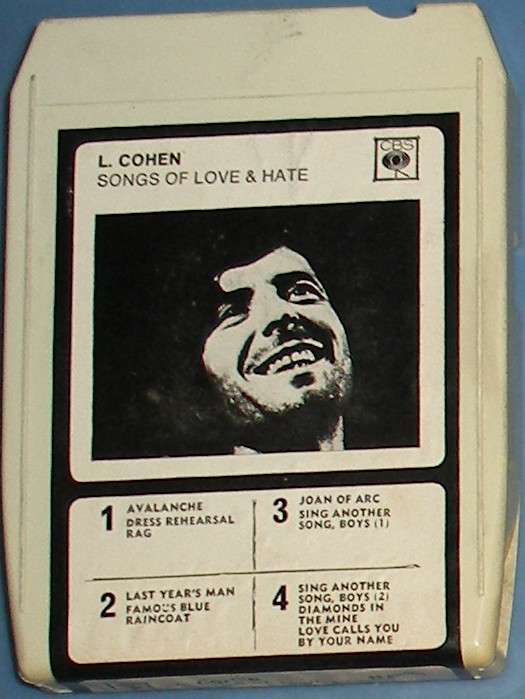 L. COHEN
SONGS OF LOVE & HATE
CBS
1 AVALANCHE
DRESS REHEARSAL
RAG
2 LAST YEAR'S MAN
FAMOUS BLUE
RAINCOAT
3 JOAN OF ARC
SING ANOTHER
SONG, BOYS (1)
4 SING ANOTHER
SONG, BOYS (2)
DIAMONDS IN
THE MINE
LOVE CALLS YOU
BY YOUR NAME